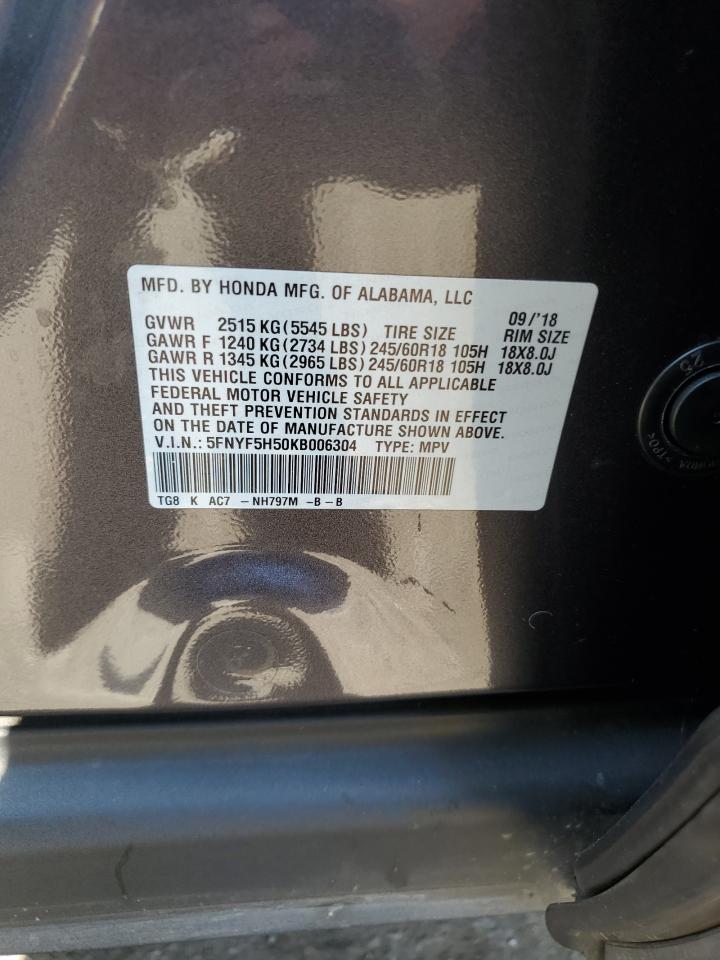 MFD. BY HONDA MFG. OF ALABAMA, LLC
09/'18
GVWR 2515 KG(5545 LBS) TIRE SIZE RIM SIZE
GAWR F 1240 KG(2734 LBS)245/60R18 105H 18X8.0J
GAWR R 1345 KG(2965 LBS)245/60R18 105H 18X8.0J
THIS VEHICLE CONFORMS TO ALL APPLICABLE
FEDERAL MOTOR VEHICLE SAFETY
AND THEFT PREVENTION STANDARDS IN EFFECT
ON THE DATE OF MANUFACTURE SHOWN ABOVE.
V.I.N.: 5FNYF5H50KB006304 TYPE: MPV
TG8 K AC7 -NH797M -B-B
25
>TPO<